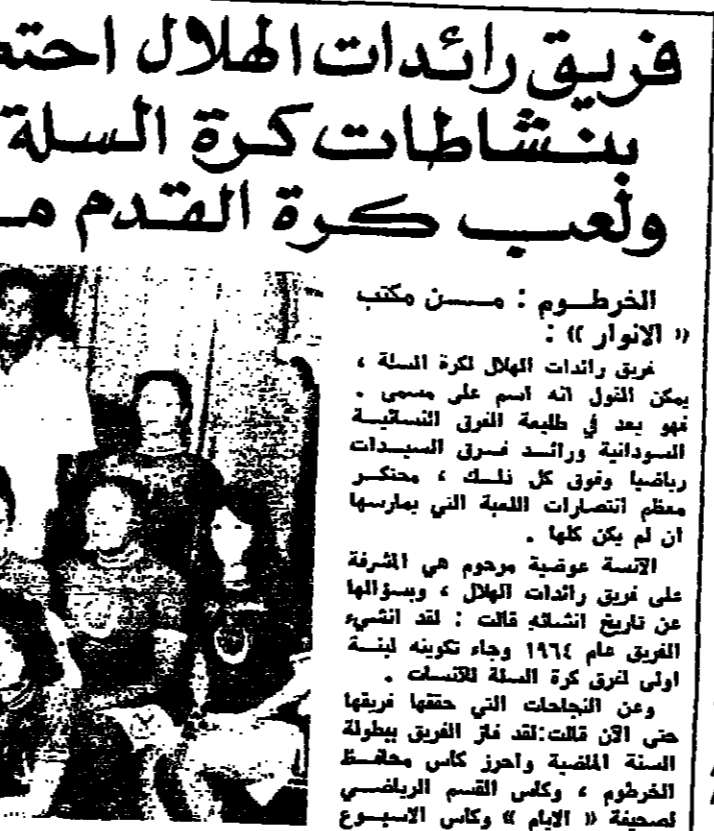 فريق رائدات الهلال
بنشاطات كرة السلة
ولعب كرة القدم
الخرطوم : من مكتب
« الانوار » :
فريق رائدات الهلال لكرة السلة ،
يمكن القول انه اسم على مسمى .
فهو يعد في طليعة الفرق النسائية
السودانية ورائد فرق السيدات
رياضيا وفوق كل ذلك ، محتكر
معظم انتصارات اللعبة التي يمارسها
ان لم يكن كلها .
الآنسة عوضية مرحوم هي المشرفة
على فريق رائدات الهلال ، وبسؤالها
عن تاريخ انشائه قالت : لقد انشيء
الفريق عام ١٩٦٤ وجاء تكوينه لبنة
اولى لفرق كرة السلة للآنسات .
وعن النجاحات التي حققها فريقها
حتى الآن قالت:لقد فاز الفريق ببطولة
السنة الماضية واحرز كاس محافظ
الخرطوم ، وكاس القسم الرياضي
لصحيفة « الايام » وكاس الاسبوع